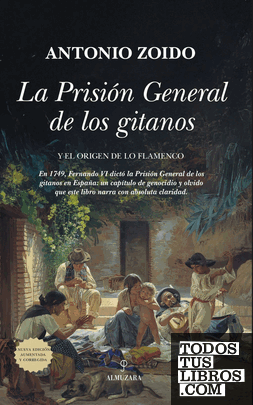 ANTONIO ZOIDO
La Prisión General
de los gitanos
Y EL ORIGEN DE LO FLAMENCO
En 1749, Fernando VI dictó la Prisión General de los
gitanos en España: un capítulo de genocidio y olvido
que este libro narra con absoluta claridad.
NUEVA EDICIÓN
AUMENTADA
Y CORREGIDA
ALMUZARA
TODOS
TUS
LIBROS
.COM